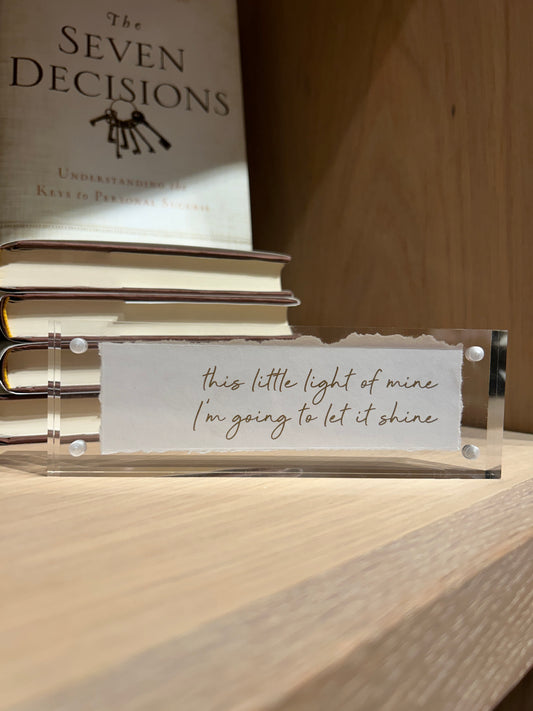 The
SEVEN
DECISIONS
UNDERSTANDING the
KEYS to PERSONAL SUCCESS
this little light of mine
I'm going to let it shine